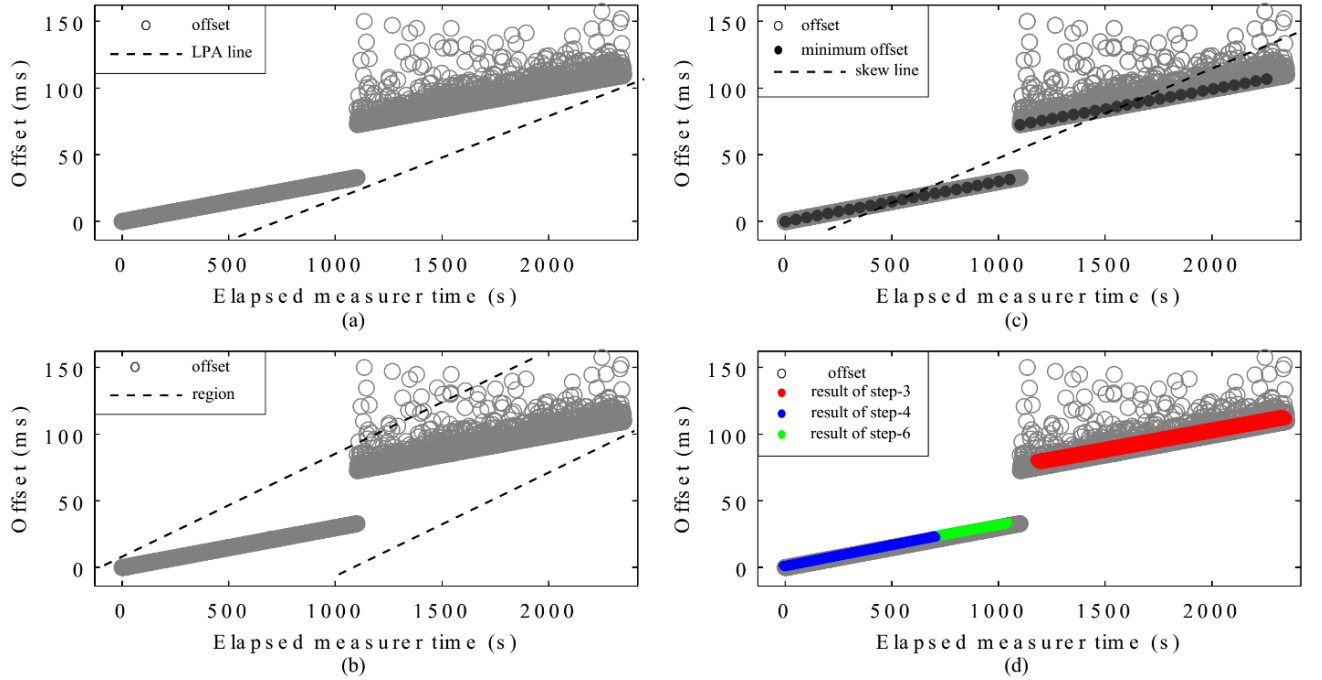 150
100
50
0
Offset (ms)
offset
LPA line
0 500 1000 1500 2000
Elapsed measurer time (s)
(a)
150
100
50
0
Offset (ms)
offset
minimum offset
skew line
0 500 1000 1500 2000
Elapsed measurer time (s)
(c)
150
100
50
0
Offset (ms)
offset
region
0 500 1000 1500 2000
Elapsed measurer time (s)
(b)
150
100
50
0
Offset (ms)
offset
result of step-3
result of step-4
result of step-6
0 500 1000 1500 2000
Elapsed measurer time (s)
(d)